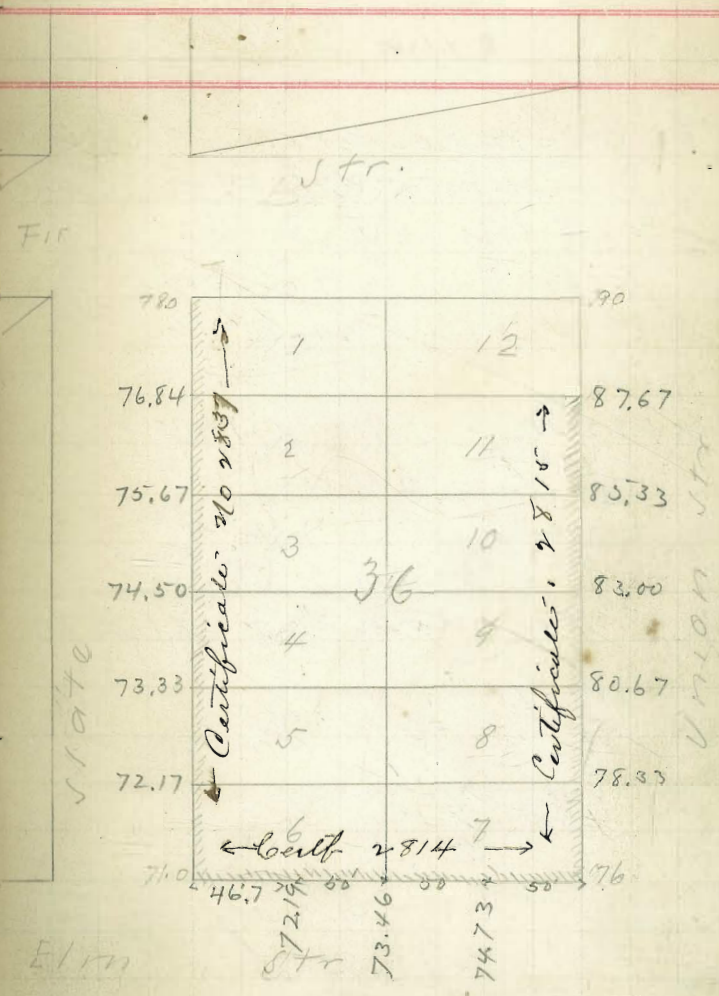 Str.
Fir
78.0 90
1 12
76.84 87.67
2 11
75.67 85.33
3 10
74.50 36 83.00
4 9
73.33 80.67
5 8
72.17 78.33
6 7
71.0 76
← Certificate No 2837 →
← Certificate. 2815 →
← Certf 2814 →
46.7 50 50 50
72.19 73.46 74.73
State
Union Str
Elm Str